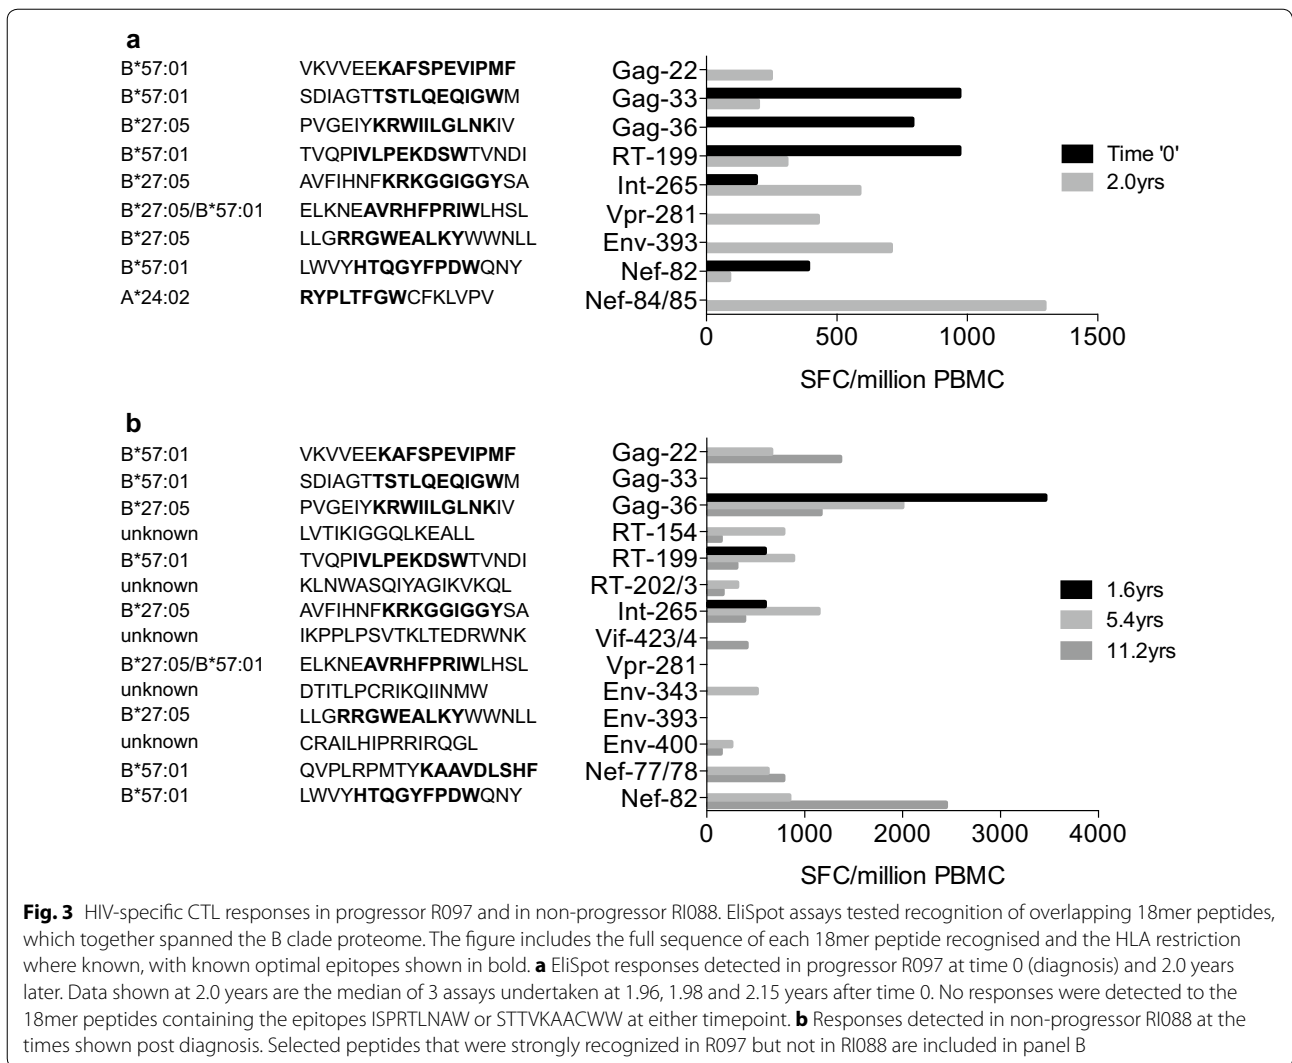 a
B*57:01 VKVVEEKAFSPEVIPMF Gag-22
B*57:01 SDIAGTTSTLQEQIGWM Gag-33
B*27:05 PVGEIYKRWIILGLNKIV Gag-36
B*57:01 TVQPIVLPEKDSWTVNDI RT-199
B*27:05 AVFIHNFKRKGGIGGYSA Int-265
B*27:05/B*57:01 ELKNEAVRHFPRIWLHSL Vpr-281
B*27:05 LLGRRGWEALKYWWNLL Env-393
B*57:01 LWVYHTQGYFPDWQNY Nef-82
A*24:02 RYPLTFGWCFKLVPV Nef-84/85
Time '0'
2.0yrs
0 500 1000 1500
SFC/million PBMC
b
B*57:01 VKVVEEKAFSPEVIPMF Gag-22
B*57:01 SDIAGTTSTLQEQIGWM Gag-33
B*27:05 PVGEIYKRWIILGLNKIV Gag-36
unknown LVTIKIGGQLKEALL RT-154
B*57:01 TVQPIVLPEKDSWTVNDI RT-199
unknown KLNWASQIYAGIKVKQL RT-202/3
B*27:05 AVFIHNFKRKGGIGGYSA Int-265
unknown IKPPLPSVTKLTEDRWNK Vif-423/4
B*27:05/B*57:01 ELKNEAVRHFPRIWLHSL Vpr-281
unknown DTITLPCRIKQIINMW Env-343
B*27:05 LLGRRGWEALKYWWNLL Env-393
unknown CRAILHIPRRIRQGL Env-400
B*57:01 QVPLRPMTYKAAVDLSHF Nef-77/78
B*57:01 LWVYHTQGYFPDWQNY Nef-82
1.6yrs
5.4yrs
11.2yrs
0 1000 2000 3000 4000
SFC/million PBMC
Fig. 3 HIV-specific CTL responses in progressor R097 and in non-progressor RI088. EliSpot assays tested recognition of overlapping 18mer peptides,
which together spanned the B clade proteome. The figure includes the full sequence of each 18mer peptide recognised and the HLA restriction
where known, with known optimal epitopes shown in bold. a EliSpot responses detected in progressor R097 at time 0 (diagnosis) and 2.0 years
later. Data shown at 2.0 years are the median of 3 assays undertaken at 1.96, 1.98 and 2.15 years after time 0. No responses were detected to the
18mer peptides containing the epitopes ISPRTLNAW or STTVKAACWW at either timepoint. b Responses detected in non-progressor RI088 at the
times shown post diagnosis. Selected peptides that were strongly recognized in R097 but not in RI088 are included in panel B